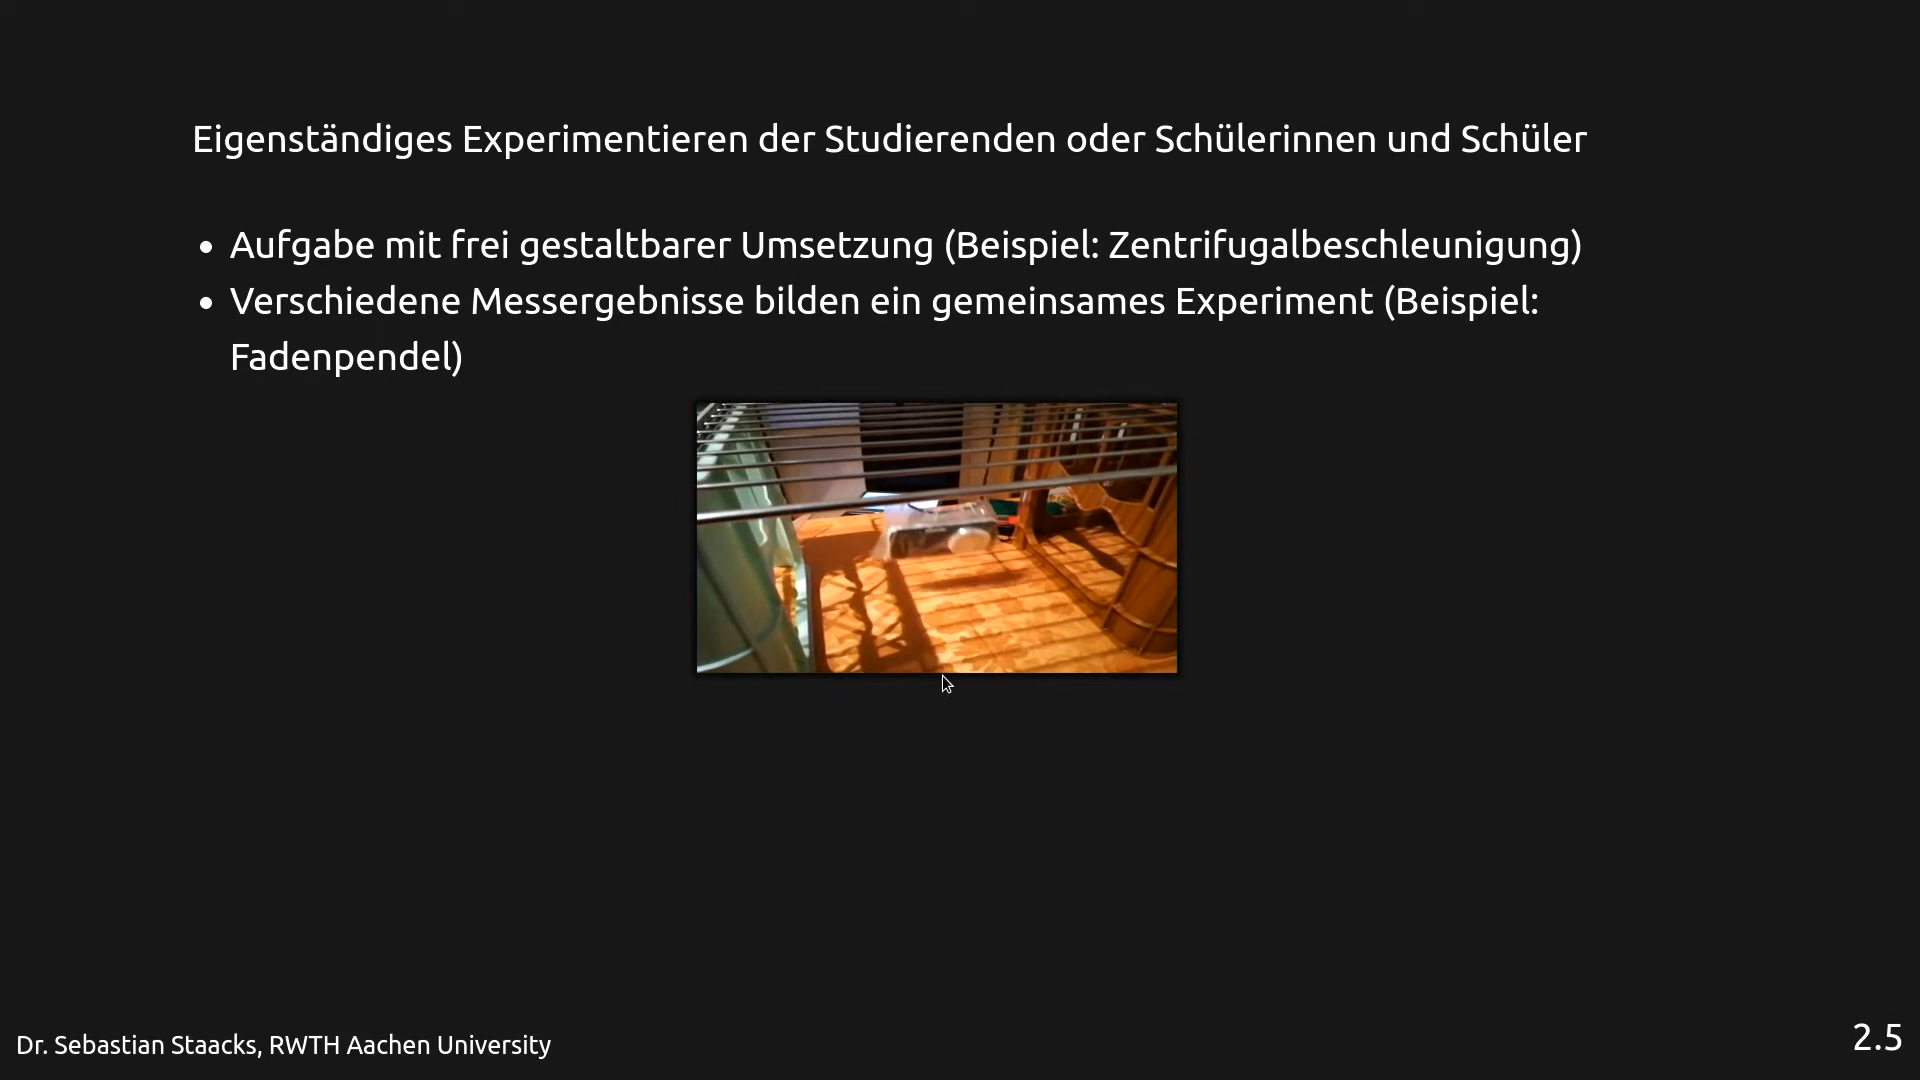 Eigenständiges Experimentieren der Studierenden oder Schülerinnen und Schüler
• Aufgabe mit frei gestaltbarer Umsetzung (Beispiel: Zentrifugalbeschleunigung)
• Verschiedene Messergebnisse bilden ein gemeinsames Experiment (Beispiel:
Fadenpendel)
Dr. Sebastian Staacks, RWTH Aachen University
2.5